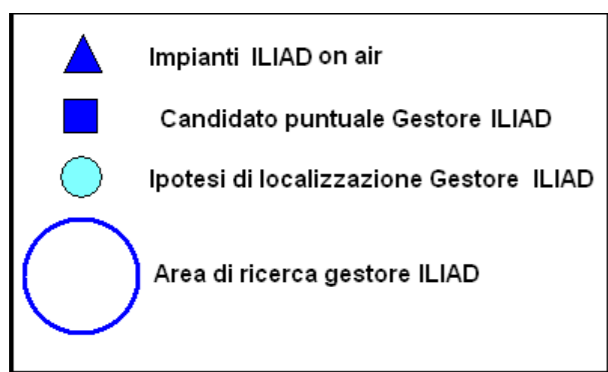 Impianti ILIAD on air
Candidato puntuale Gestore ILIAD
Ipotesi di localizzazione Gestore ILIAD
Area di ricerca gestore ILIAD